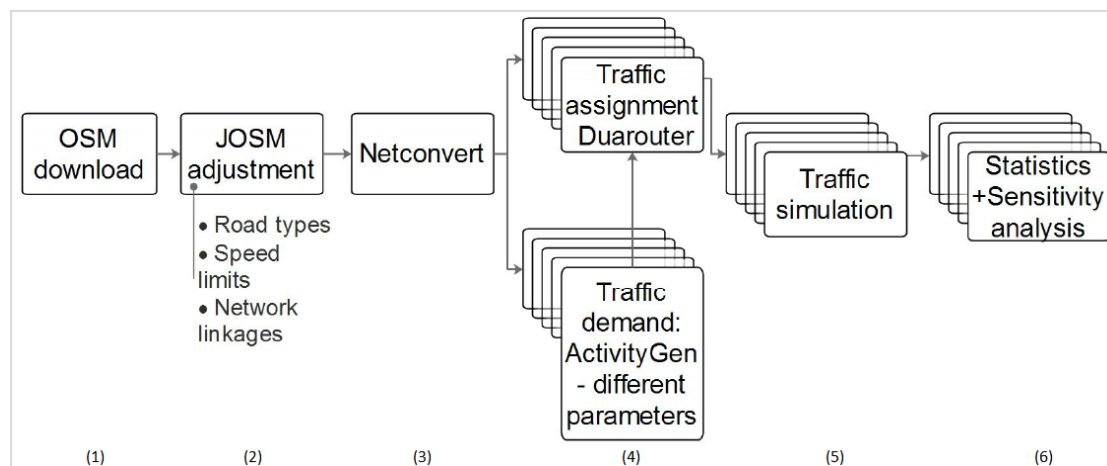 OSM
download
JOSM
adjustment
● Road types
● Speed
limits
● Network
linkages
Netconvert
Traffic
assignment
Duarouter
Traffic
demand:
ActivityGen
- different
parameters
Traffic
simulation
Statistics
+Sensitivity
analysis
(1)
(2)
(3)
(4)
(5)
(6)